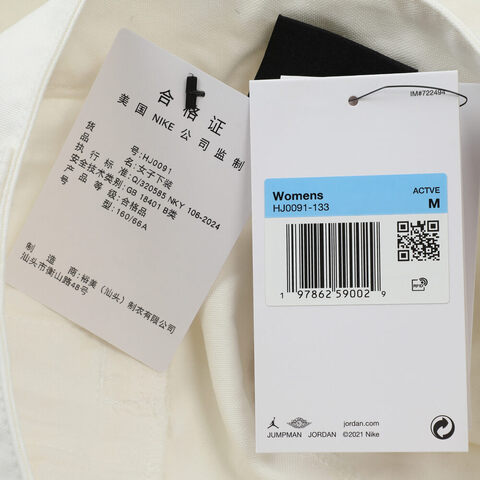 合格证
美国 NIKE 公司监制
货号:HJ0091
品名:女子下装
执行标准:Q/320585 NKY 106-2024
安全技术类别:GB 18401 B类
产品等级:合格品
型:160/66A
制造商:裕美(汕头)制衣有限公司
汕头市衡山路48号
IM#722494
Womens
HJ0091-133
ACTVE
M
1 97862 59002 9
RFID
JUMPMAN JORDAN
jordan.com
©2021 Nike